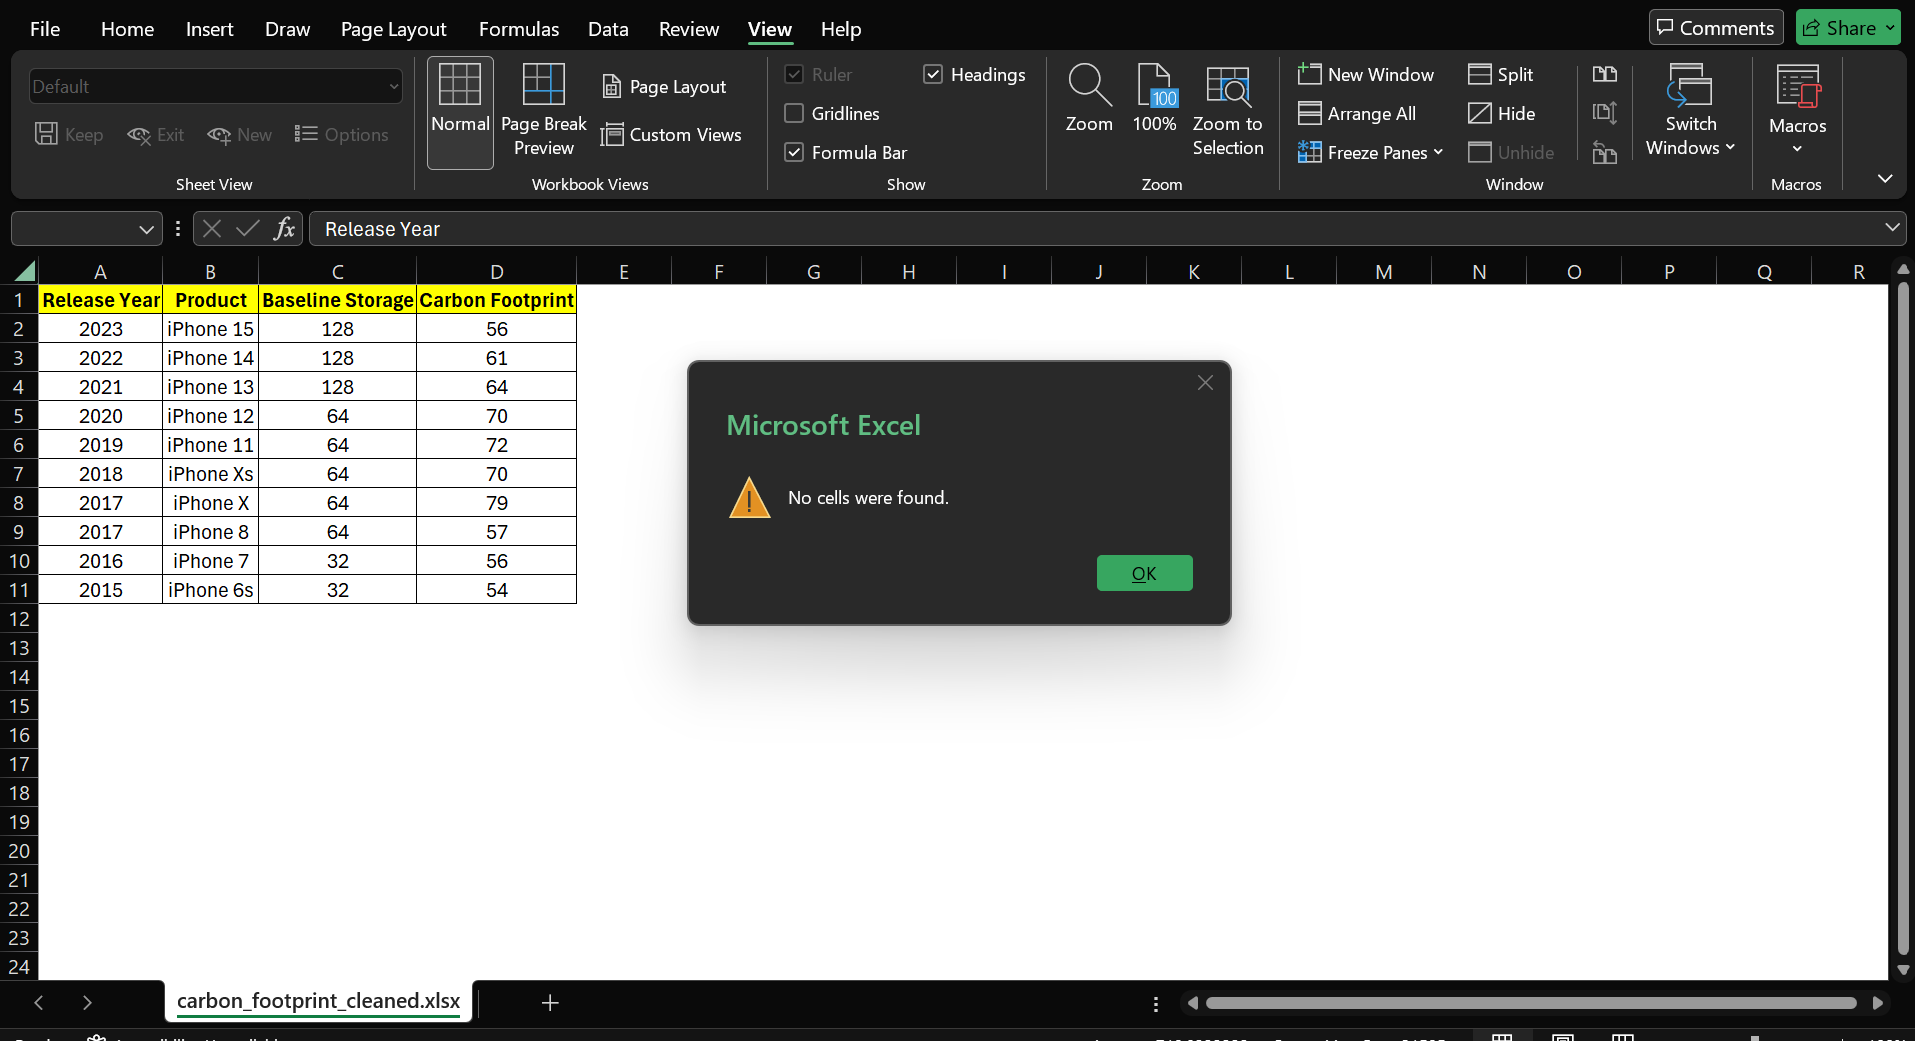 File Home Insert Draw Page Layout Formulas Data Review View Help Comments Share
Default
Keep Exit New Options
Sheet View
Normal
Page Break
Preview
Page Layout
Custom Views
Workbook Views
Ruler Headings
Gridlines
Formula Bar
Show
Zoom
100
100%
Zoom to
Selection
Zoom
New Window Split
Arrange All Hide
Freeze Panes Unhide
Window
Switch
Windows
Macros
Macros
fx Release Year
A B C D E F G H I J K L M N O P Q R
1 Release Year Product Baseline Storage Carbon Footprint
2 2023 iPhone 15 128 56
3 2022 iPhone 14 128 61
4 2021 iPhone 13 128 64
5 2020 iPhone 12 64 70
6 2019 iPhone 11 64 72
7 2018 iPhone Xs 64 70
8 2017 iPhone X 64 79
9 2017 iPhone 8 64 57
10 2016 iPhone 7 32 56
11 2015 iPhone 6s 32 54
12
13
14
15
16
17
18
19
20
21
22
23
24
Microsoft Excel
No cells were found.
OK
carbon_footprint_cleaned.xlsx